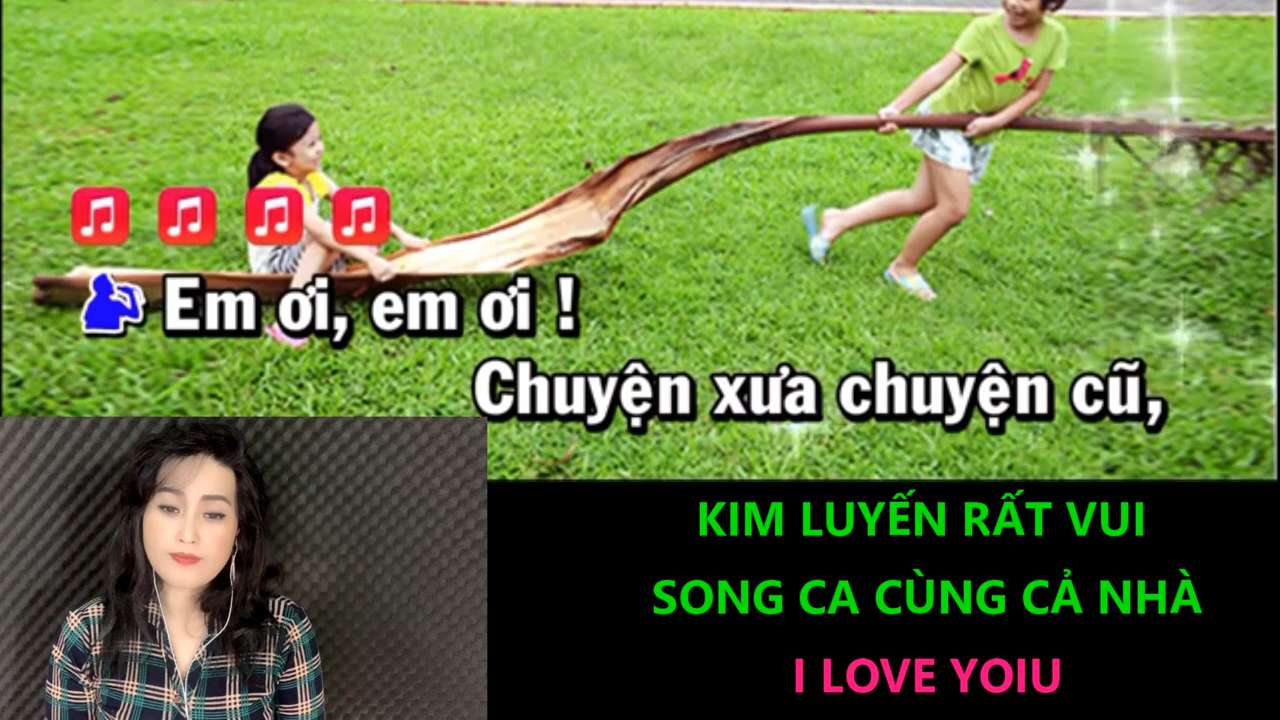 Em ơi, em ơi !
Chuyện xưa chuyện cũ,
KIM LUYẾN RẤT VUI
SONG CA CÙNG CẢ NHÀ
I LOVE YOIU